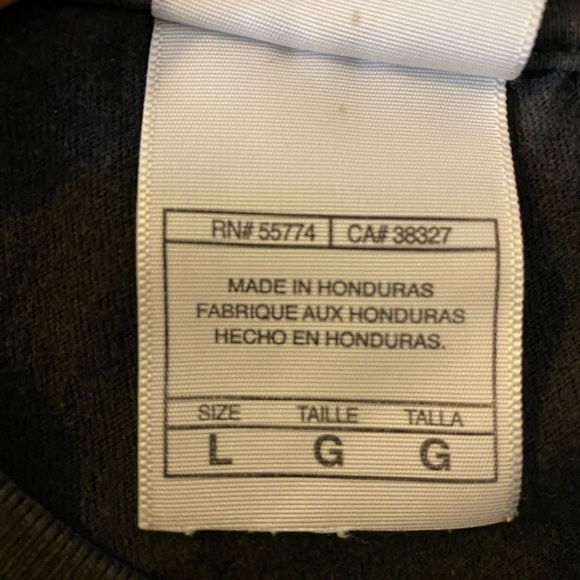 RN# 55774 CA# 38327
MADE IN HONDURAS
FABRIQUE AUX HONDURAS
HECHO EN HONDURAS.
SIZE TAILLE TALLA
L G G